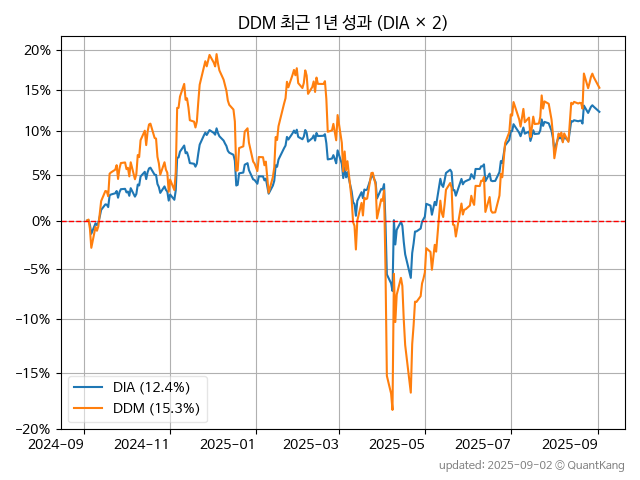 DDM 최근 1년 성과 (DIA × 2)
20%
15%
10%
5%
0%
−5%
−10%
−15%
−20%
DIA (12.4%)
DDM (15.3%)
2024-09 2024-11 2025-01 2025-03 2025-05 2025-07 2025-09
updated: 2025-09-02 © QuantKang